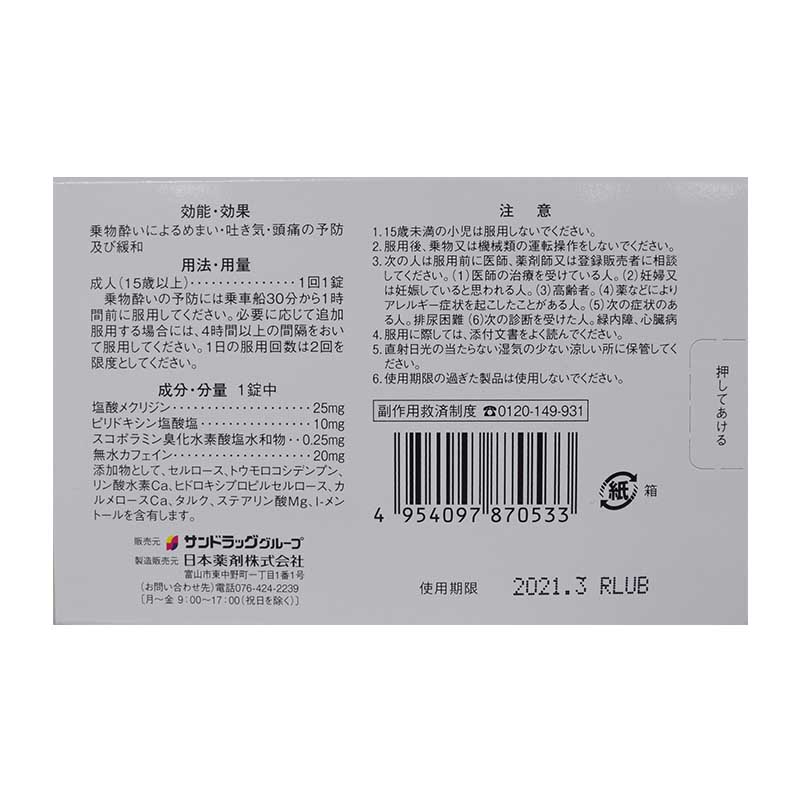 効能・効果
乗物酔いによるめまい・吐き気・頭痛の予防
及び緩和
用法・用量
成人(15歳以上)・・・・・・・・・・・・・・・1回1錠
乗物酔いの予防には乗車船30分から1時
間前に服用してください。必要に応じて追加
服用する場合には、4時間以上の間隔をおい
て服用してください。1日の服用回数は2回を
限度としてください。
成分・分量 1錠中
塩酸メクリジン・・・・・・・・・・・・・・・・・・25mg
ピリドキシン塩酸塩・・・・・・・・・・・・・・10mg
スコポラミン臭化水素酸塩水和物・・0.25mg
無水カフェイン・・・・・・・・・・・・・・・・・・20mg
添加物として、セルロース、トウモロコシデンプン、
リン酸水素Ca、ヒドロキシプロピルセルロース、カ
ルメロースCa、タルク、ステアリン酸Mg、l-メン
トールを含有します。
販売元 サンドラッググループ
製造販売元 日本薬剤株式会社
富山市東中野町一丁目1番1号
〔お問い合わせ先〕電話076-424-2239
〔月〜金 9:00〜17:00(祝日を除く)〕
注 意
1.15歳未満の小児は服用しないでください。
2.服用後、乗物又は機械類の運転操作をしないでください。
3.次の人は服用前に医師、薬剤師又は登録販売者に相談
してください。(1)医師の治療を受けている人。(2)妊婦又
は妊娠していると思われる人。(3)高齢者。(4)薬などにより
アレルギー症状を起こしたことがある人。(5)次の症状のあ
る人。排尿困難 (6)次の診断を受けた人。緑内障、心臓病
4.服用に際しては、添付文書をよく読んでください。
5.直射日光の当たらない湿気の少ない涼しい所に保管してく
ださい。
6.使用期限の過ぎた製品は使用しないでください。
副作用救済制度 ☎0120-149-931
4 954097 870533
紙 箱
使用期限 2021.3 RLUB
押してあける